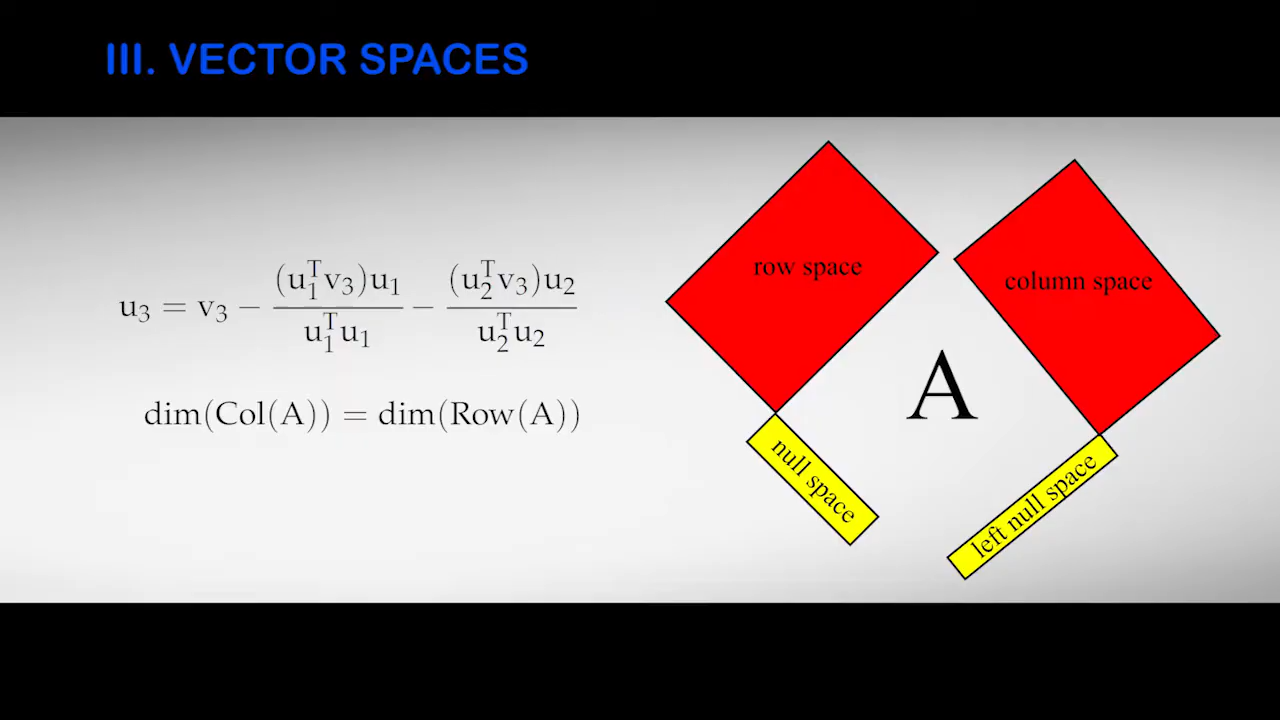 III. VECTOR SPACES
u₃ = v₃ − (u₁ᵀv₃)u₁ / u₁ᵀu₁ − (u₂ᵀv₃)u₂ / u₂ᵀu₂
dim(Col(A)) = dim(Row(A))
row space
column space
A
null space
left null space